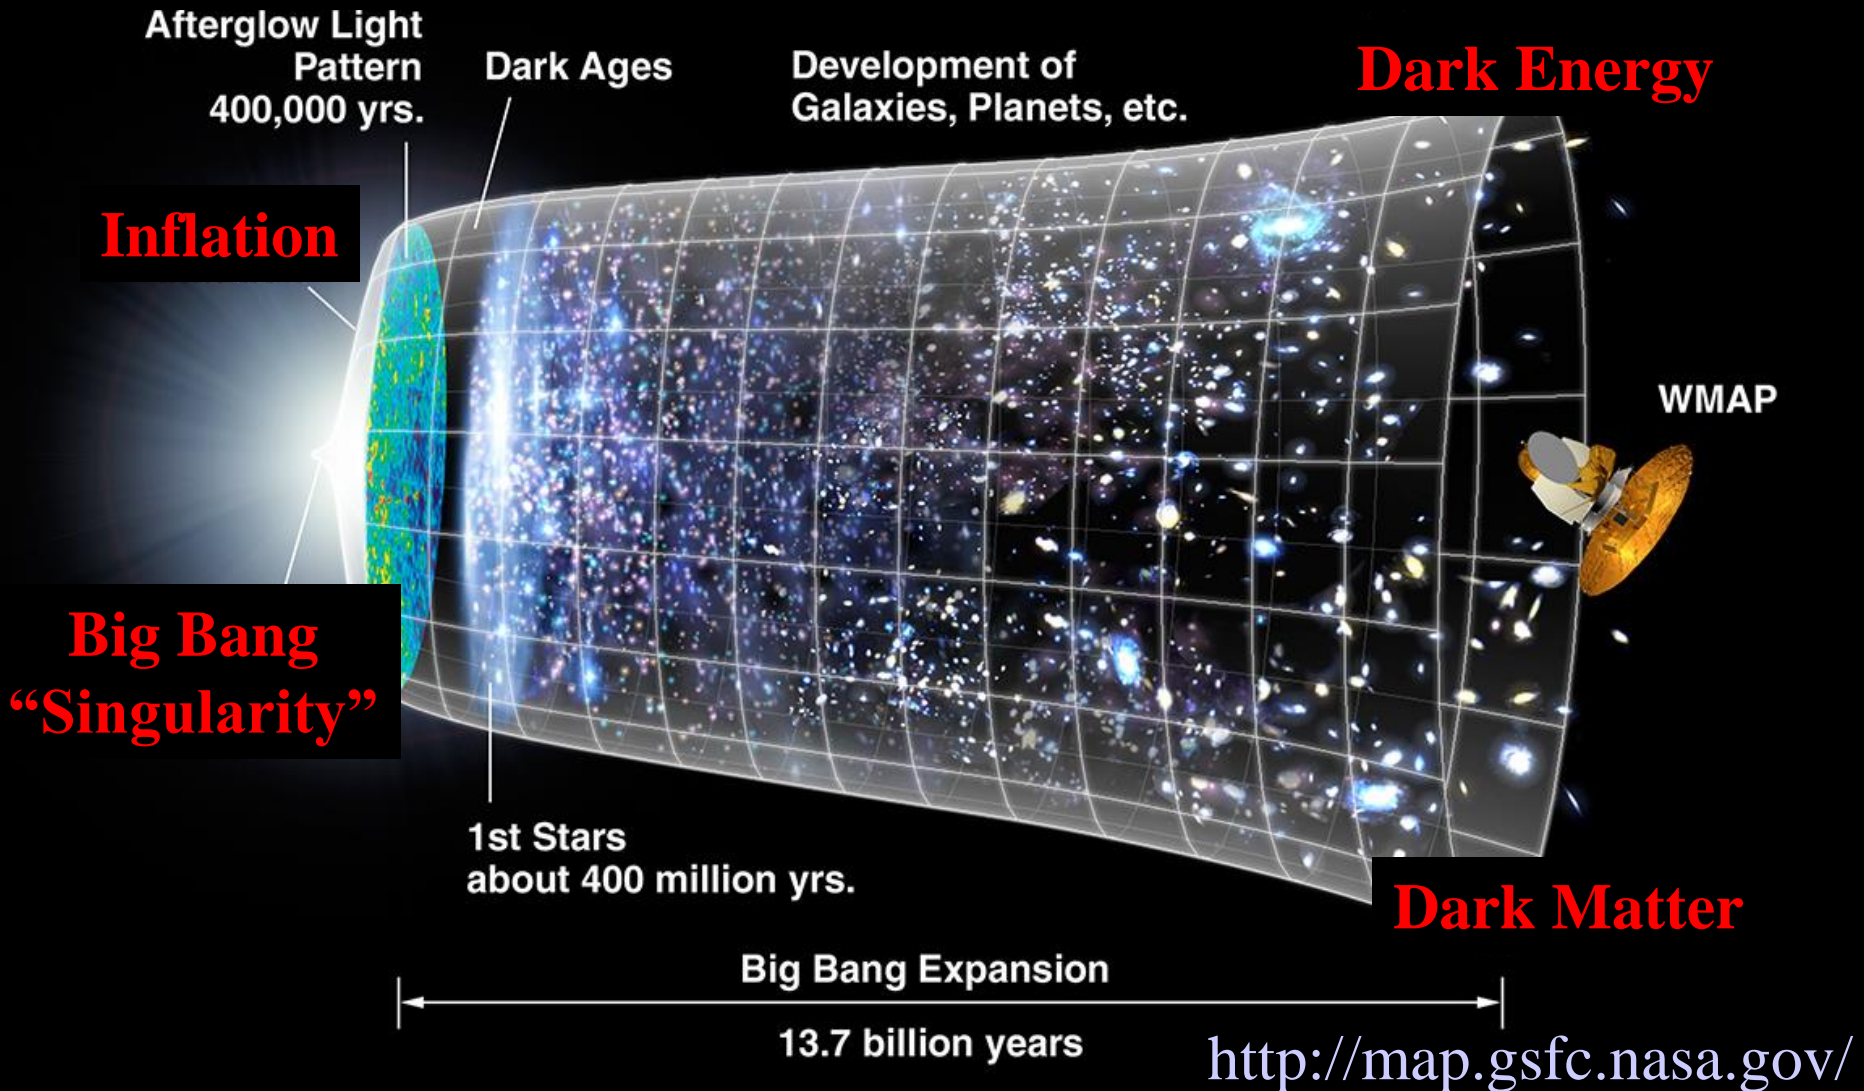 Afterglow Light
Pattern
400,000 yrs.
Dark Ages
Development of
Galaxies, Planets, etc.
Dark Energy
Inflation
WMAP
Big Bang
“Singularity”
1st Stars
about 400 million yrs.
Dark Matter
Big Bang Expansion
13.7 billion years
http://map.gsfc.nasa.gov/